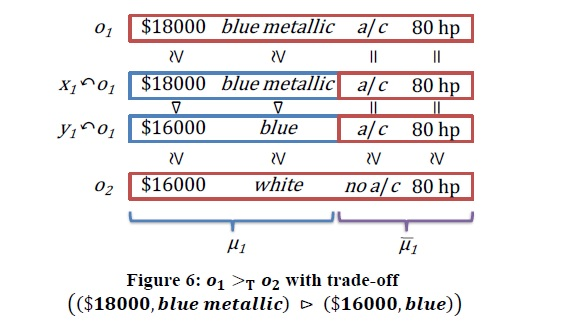 o₁ $18000 blue metallic a/c 80 hp
≀∨ ≀∨ = =
x₁↶o₁ $18000 blue metallic a/c 80 hp
▽ ▽ = =
y₁↶o₁ $16000 blue a/c 80 hp
≀∨ ≀∨ ≀∨ ≀∨
o₂ $16000 white no a/c 80 hp
μ₁ μ̄₁
Figure 6: o₁ >ᴛ o₂ with trade-off
(($18000, blue metallic) ⊳ ($16000, blue))